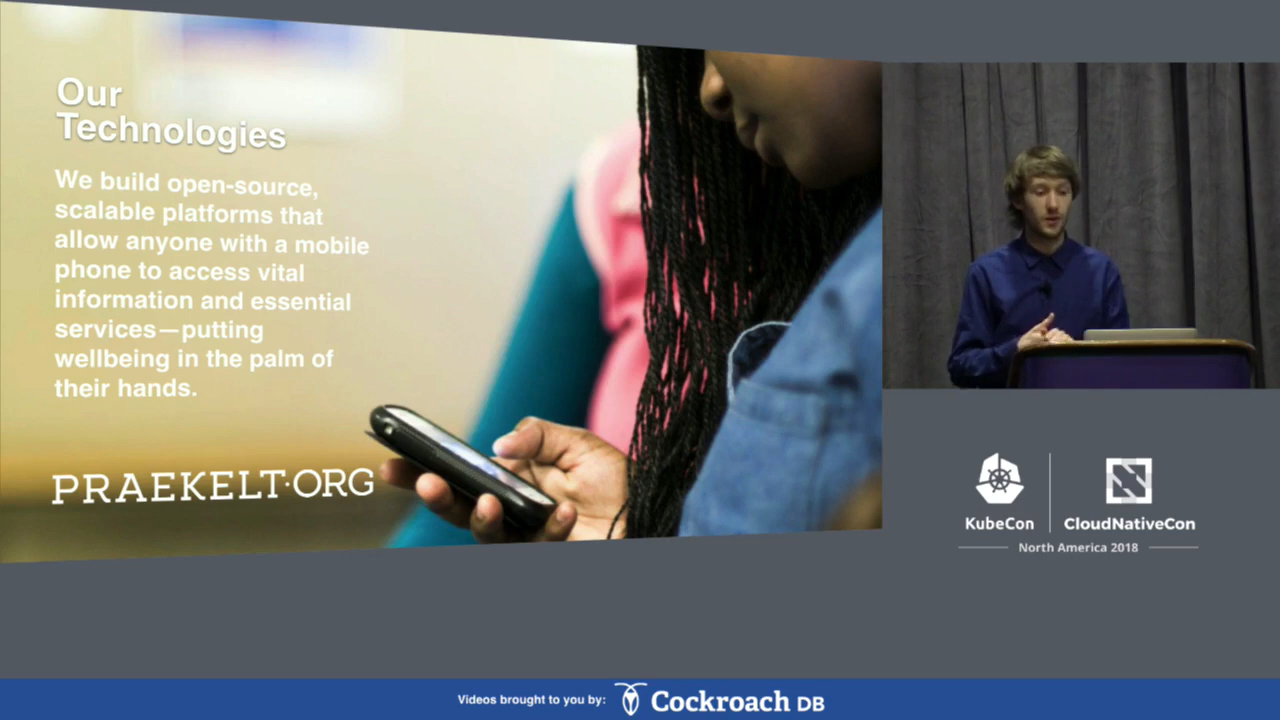 Our
Technologies
We build open-source,
scalable platforms that
allow anyone with a mobile
phone to access vital
information and essential
services—putting
wellbeing in the palm of
their hands.
PRAEKELT·ORG
KubeCon
CloudNativeCon
North America 2018
Videos brought to you by:
Cockroach DB